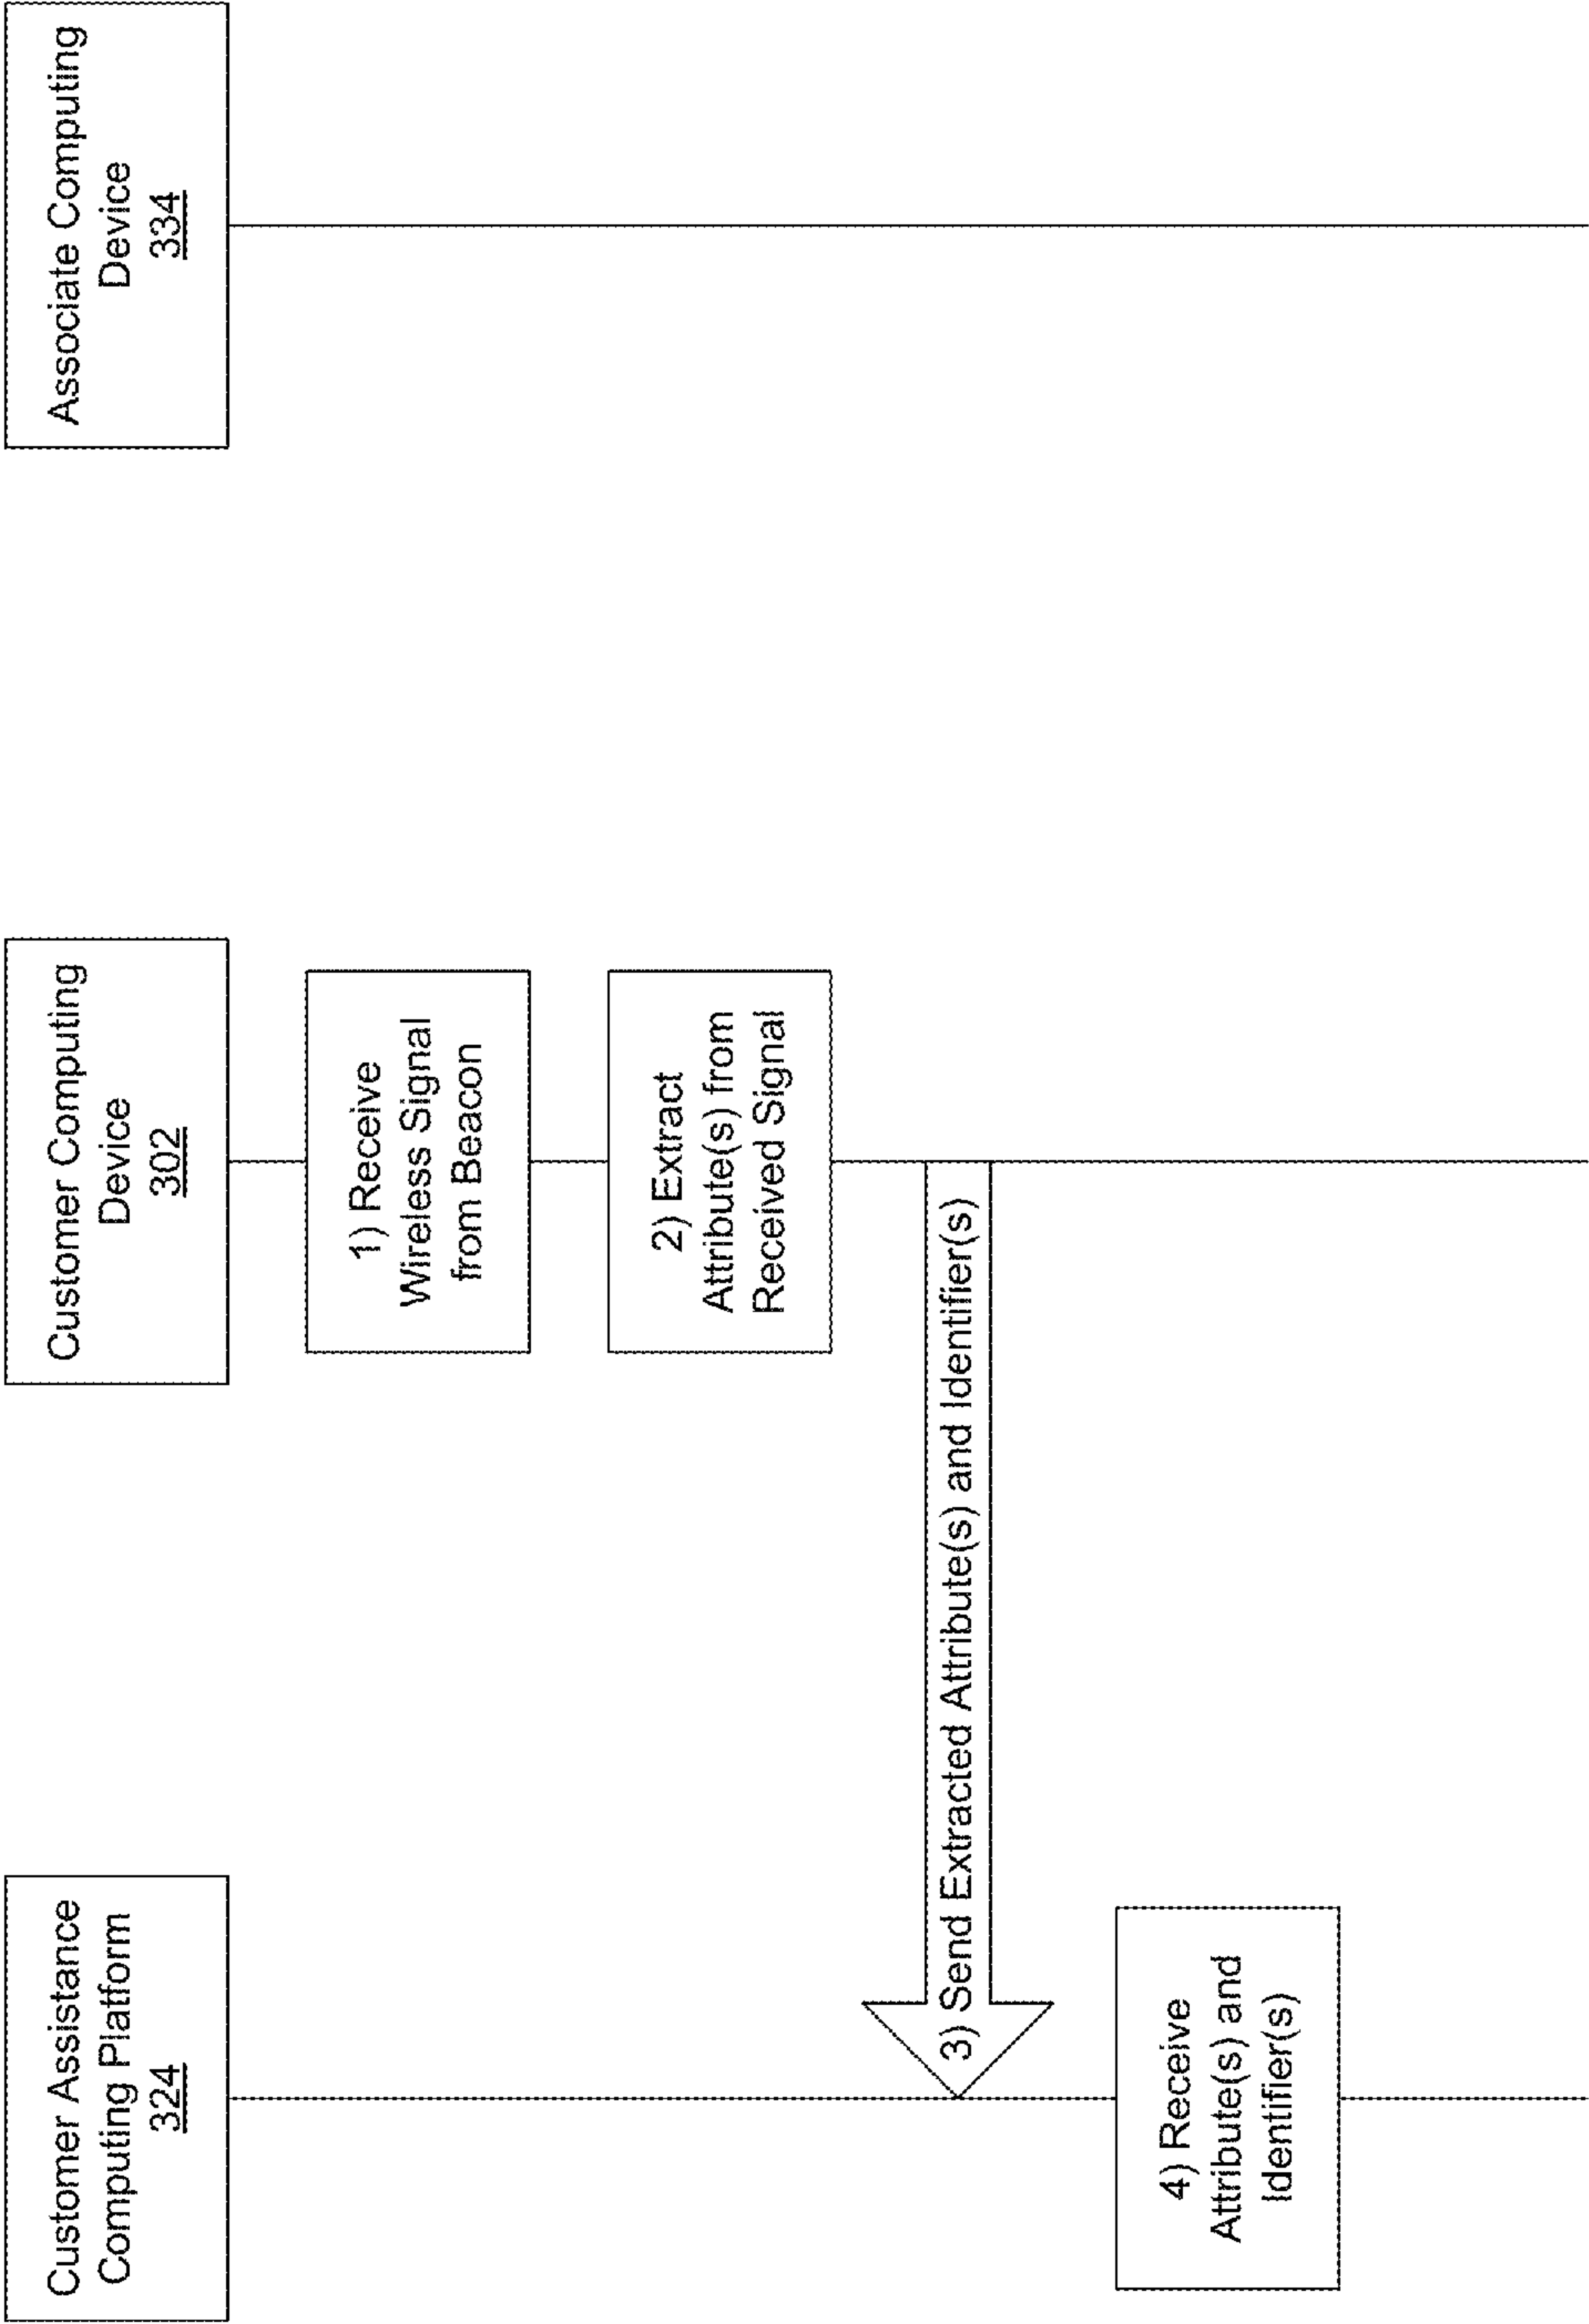 Customer Assistance
Computing Platform
324
Customer Computing
Device
302
Associate Computing
Device
334
1) Receive
Wireless Signal
from Beacon
2) Extract
Attribute(s) from
Received Signal
3) Send Extracted Attribute(s) and Identifier(s)
4) Receive
Attribute(s) and
Identifier(s)